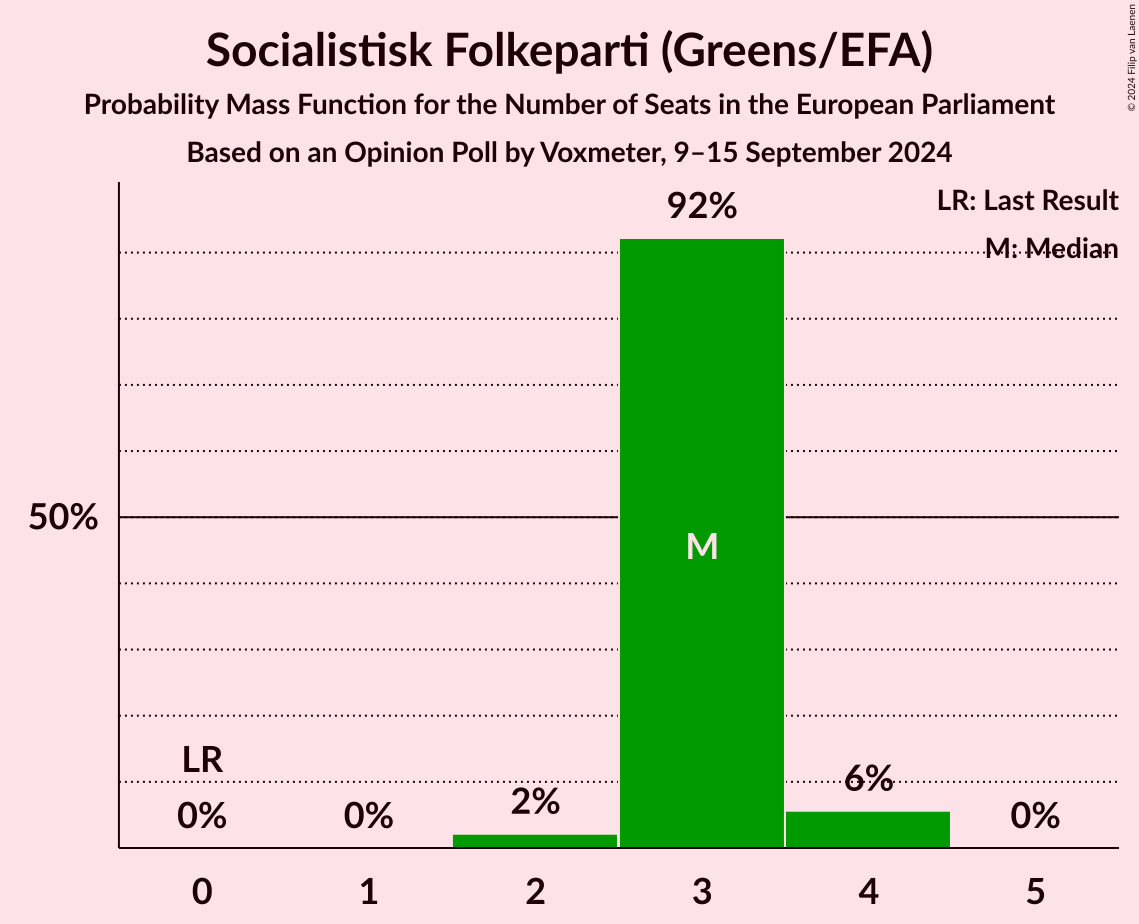 Socialistisk Folkeparti (Greens/EFA)
Probability Mass Function for the Number of Seats in the European Parliament
Based on an Opinion Poll by Voxmeter, 9–15 September 2024
© 2024 Filip van Laenen
LR: Last Result
M: Median
92%
50%
M
LR
0%
0%
2%
6%
0%
0
1
2
3
4
5